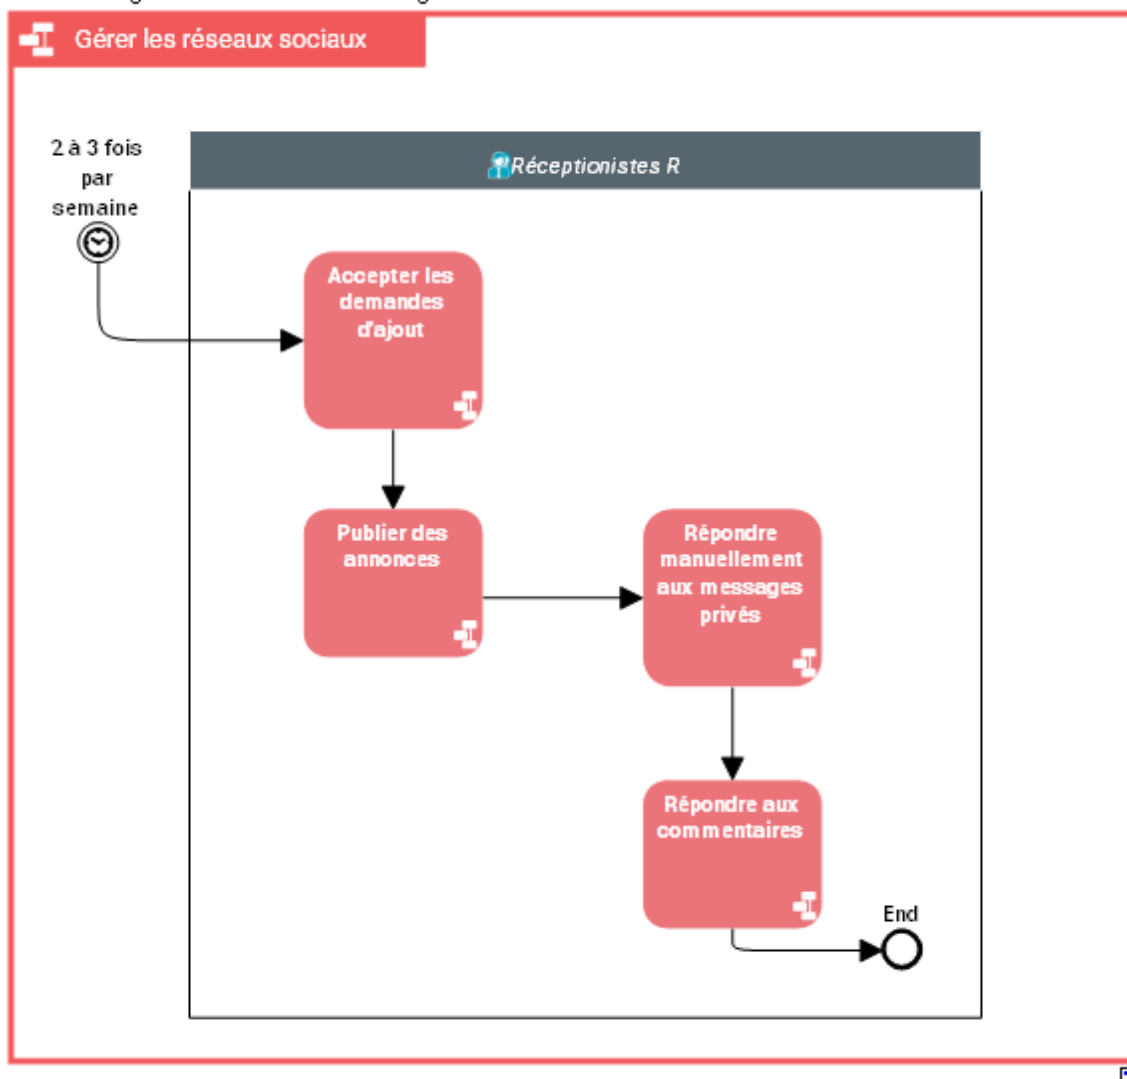 Gérer les réseaux sociaux
2 à 3 fois
par
semaine
Réceptionistes R
Accepter les
demandes
d'ajout
Publier des
annonces
Répondre
manuellement
aux messages
privés
Répondre aux
commentaires
End